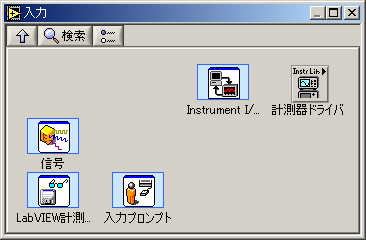 入力
検索
Instr Lib
Instrument I/...
計測器ドライバ
信号
LabVIEW計測...
入力プロンプト